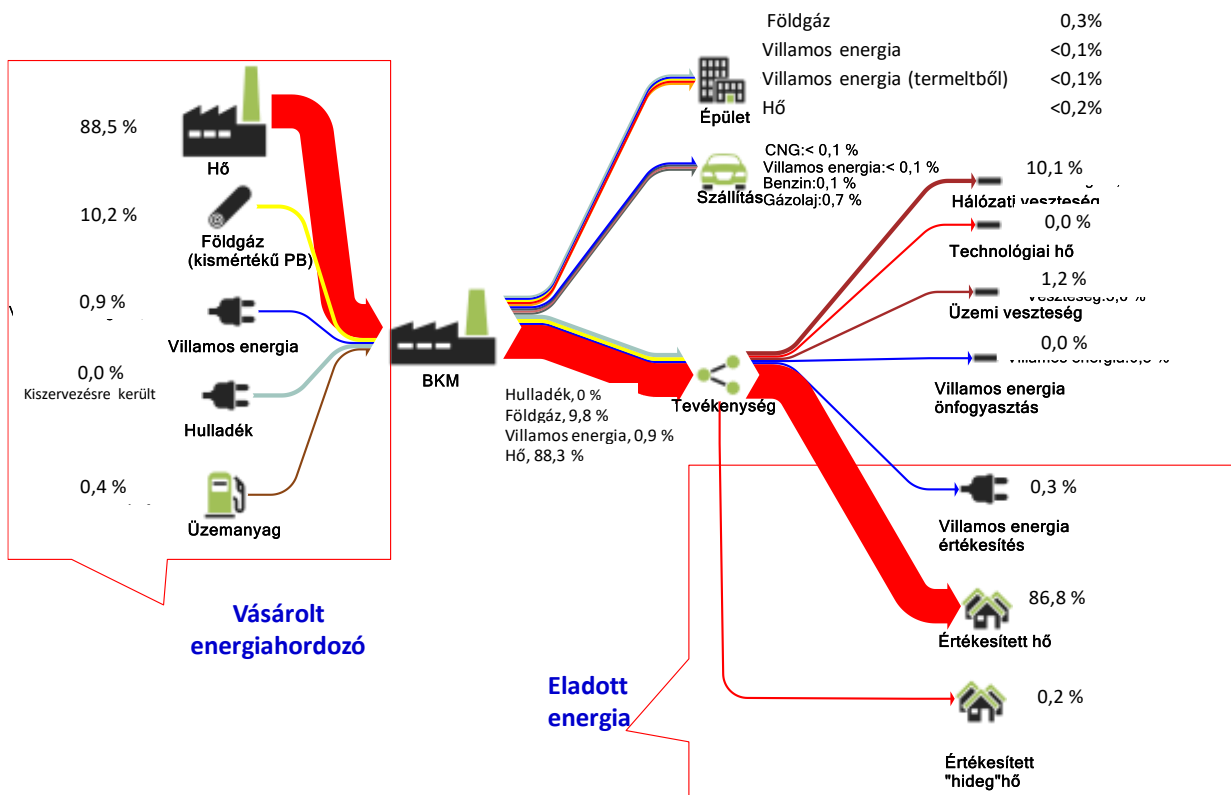 88,5 %
Hő
10,2 %
Földgáz
(kismértékű PB)
0,9 %
Villamos energia
0,0 %
Kiszervezésre került
Hulladék
0,4 %
Üzemanyag
Vásárolt
energiahordozó
BKM
Földgáz 0,3%
Villamos energia <0,1%
Villamos energia (termeltből) <0,1%
Hő <0,2%
Épület
CNG:< 0,1 %
Villamos energia:< 0,1 %
Benzin:0,1 %
Gázolaj:0,7 %
Szállítás
Hulladék, 0 %
Földgáz, 9,8 %
Villamos energia, 0,9 %
Hő, 88,3 %
Tevékenység
10,1 %
Hálózati veszteség
0,0 %
Technológiai hő
1,2 %
Üzemi veszteség
0,0 %
Villamos energia
önfogyasztás
0,3 %
Villamos energia
értékesítés
86,8 %
Értékesített hő
Eladott
energia
0,2 %
Értékesített
"hideg"hő